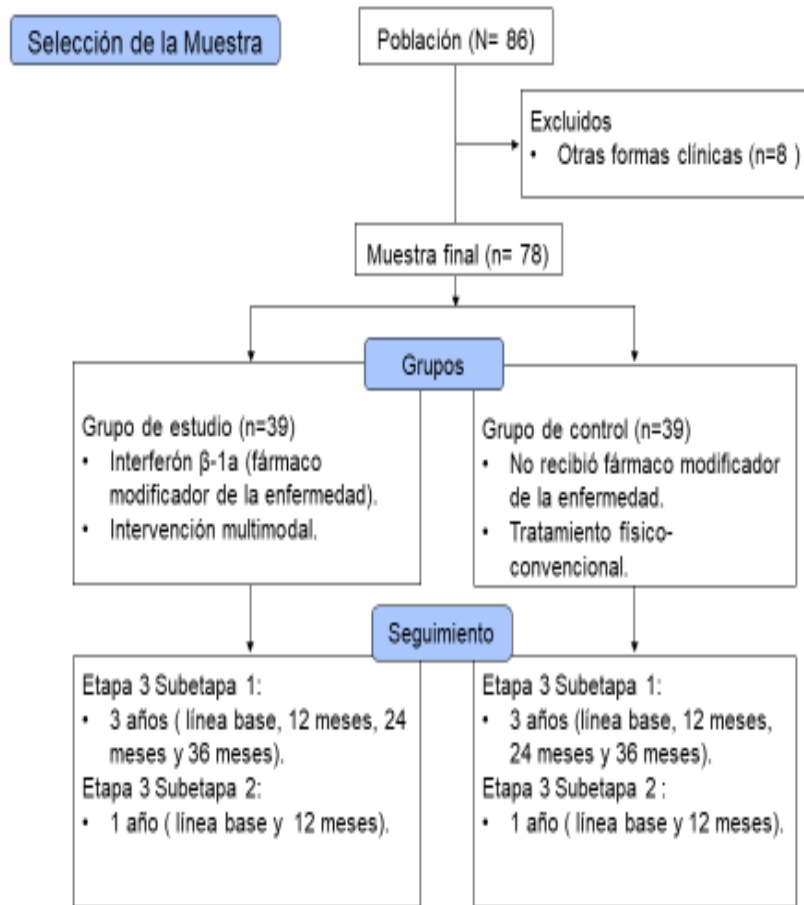 Selección de la Muestra
Población (N= 86)
Excluidos
• Otras formas clínicas (n=8 )
Muestra final (n= 78)
Grupos
Grupo de estudio (n=39)
• Interferón β-1a (fármaco
modificador de la enfermedad).
• Intervención multimodal.
Grupo de control (n=39)
• No recibió fármaco modificador
de la enfermedad.
• Tratamiento físico-
convencional.
Seguimiento
Etapa 3 Subetapa 1:
• 3 años ( línea base, 12 meses, 24
meses y 36 meses).
Etapa 3 Subetapa 2:
• 1 año ( línea base y 12 meses).
Etapa 3 Subetapa 1:
• 3 años (línea base, 12 meses,
24 meses y 36 meses).
Etapa 3 Subetapa 2 :
• 1 año ( línea base y 12 meses).